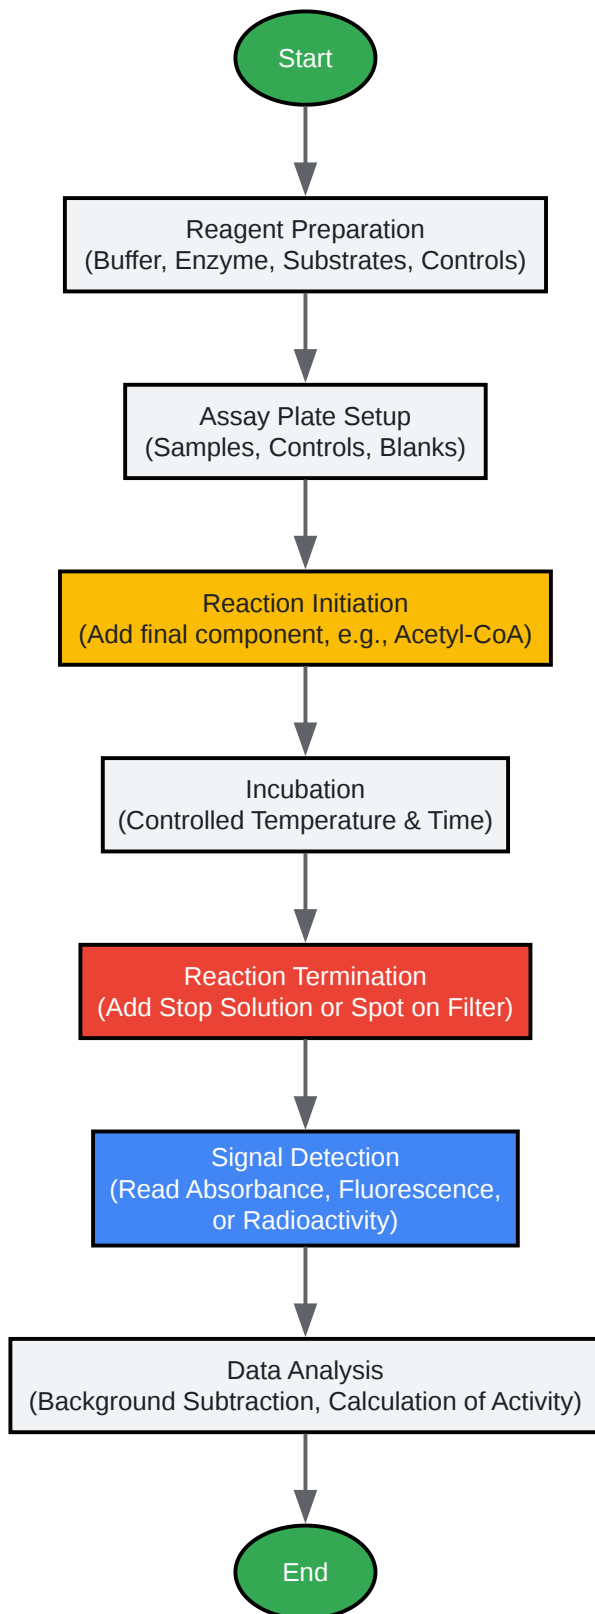 Start
Reagent Preparation
(Buffer, Enzyme, Substrates, Controls)
Assay Plate Setup
(Samples, Controls, Blanks)
Reaction Initiation
(Add final component, e.g., Acetyl-CoA)
Incubation
(Controlled Temperature & Time)
Reaction Termination
(Add Stop Solution or Spot on Filter)
Signal Detection
(Read Absorbance, Fluorescence,
or Radioactivity)
Data Analysis
(Background Subtraction, Calculation of Activity)
End